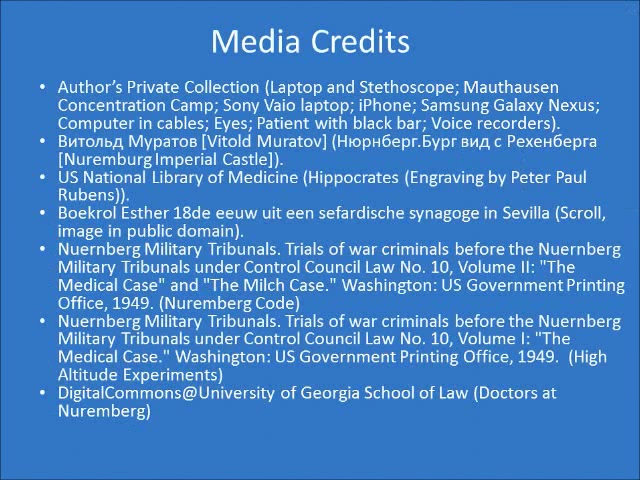 Media Credits
• Author’s Private Collection (Laptop and Stethoscope; Mauthausen
Concentration Camp; Sony Vaio laptop; iPhone; Samsung Galaxy Nexus;
Computer in cables; Eyes; Patient with black bar; Voice recorders).
• Витольд Муратов [Vitold Muratov] (Нюрнберг.Бург вид с Рехенберга
[Nuremburg Imperial Castle]).
• US National Library of Medicine (Hippocrates (Engraving by Peter Paul
Rubens)).
• Boekrol Esther 18de eeuw uit een sefardische synagoge in Sevilla (Scroll,
image in public domain).
• Nuernberg Military Tribunals. Trials of war criminals before the Nuernberg
Military Tribunals under Control Council Law No. 10, Volume II: "The
Medical Case" and "The Milch Case." Washington: US Government Printing
Office, 1949. (Nuremberg Code)
• Nuernberg Military Tribunals. Trials of war criminals before the Nuernberg
Military Tribunals under Control Council Law No. 10, Volume I: "The
Medical Case." Washington: US Government Printing Office, 1949. (High
Altitude Experiments)
• DigitalCommons@University of Georgia School of Law (Doctors at
Nuremberg)